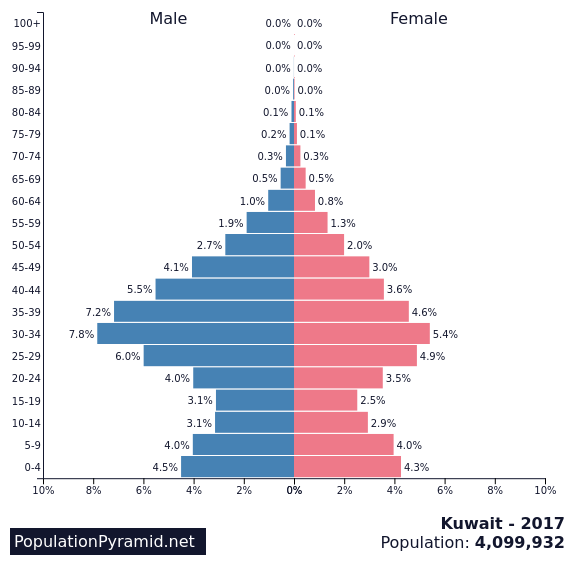 Male Female
100+ 0.0% 0.0%
95-99 0.0% 0.0%
90-94 0.0% 0.0%
85-89 0.0% 0.0%
80-84 0.1% 0.1%
75-79 0.2% 0.1%
70-74 0.3% 0.3%
65-69 0.5% 0.5%
60-64 1.0% 0.8%
55-59 1.9% 1.3%
50-54 2.7% 2.0%
45-49 4.1% 3.0%
40-44 5.5% 3.6%
35-39 7.2% 4.6%
30-34 7.8% 5.4%
25-29 6.0% 4.9%
20-24 4.0% 3.5%
15-19 3.1% 2.5%
10-14 3.1% 2.9%
5-9 4.0% 4.0%
0-4 4.5% 4.3%
10% 8% 6% 4% 2% 0% 2% 4% 6% 8% 10%
Kuwait - 2017
PopulationPyramid.net Population: 4,099,932